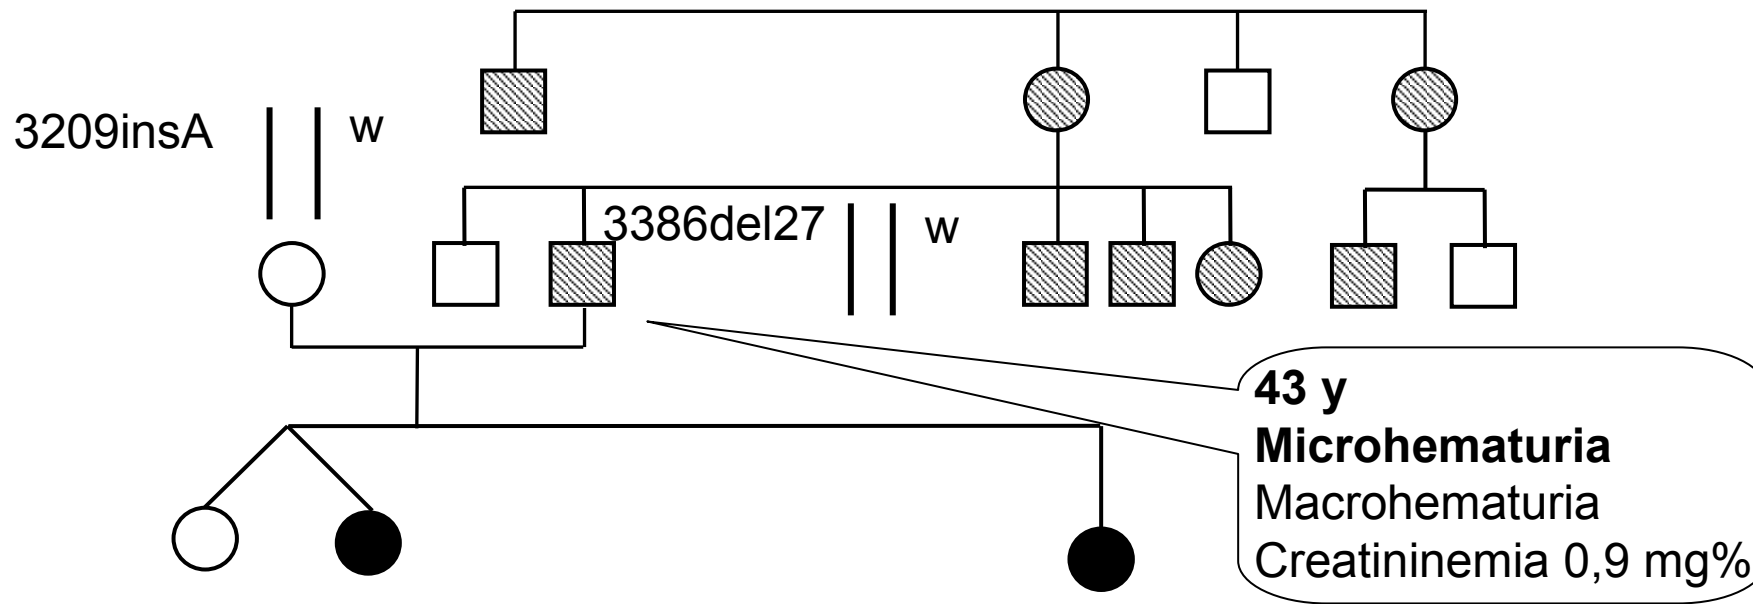 3209insA w
3386del27 w
43 y
Microhematuria
Macrohematuria
Creatininemia 0,9 mg%